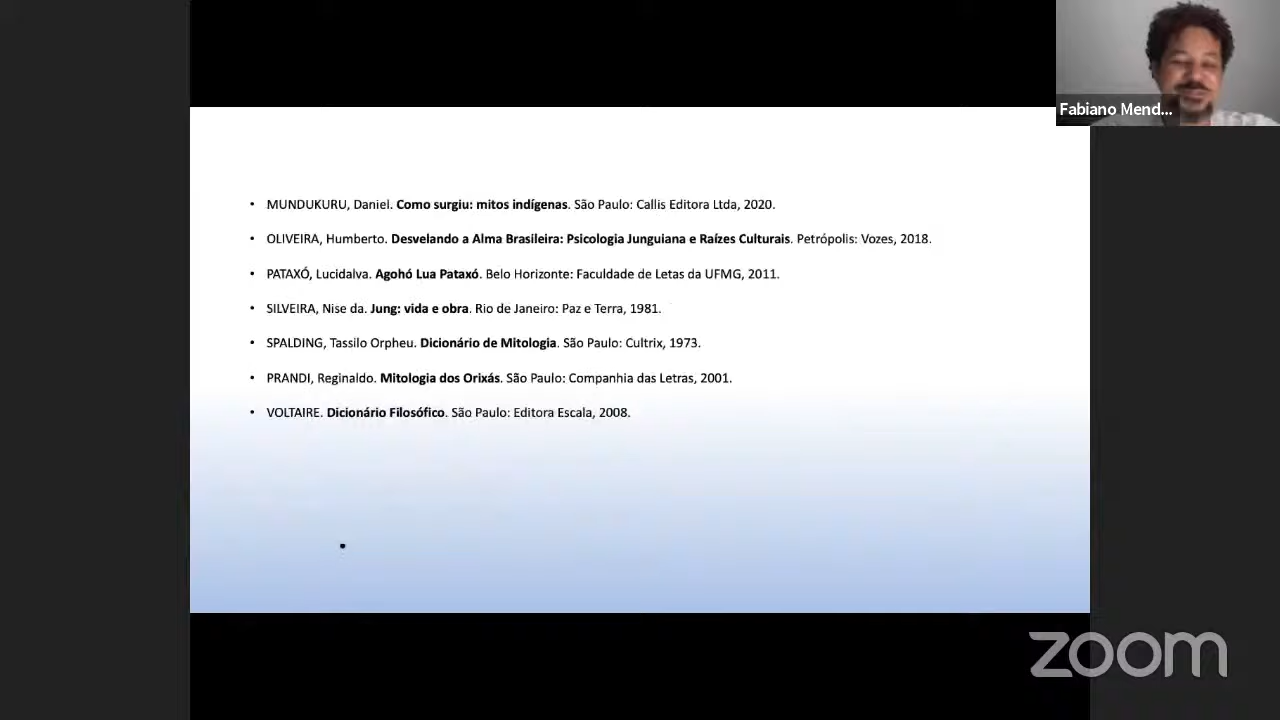 Fabiano Mend...
• MUNDUKURU, Daniel. Como surgiu: mitos indígenas. São Paulo: Callis Editora Ltda, 2020.
• OLIVEIRA, Humberto. Desvelando a Alma Brasileira: Psicologia Junguiana e Raízes Culturais. Petrópolis: Vozes, 2018.
• PATAXÓ, Lucidalva. Agohó Lua Pataxó. Belo Horizonte: Faculdade de Letas da UFMG, 2011.
• SILVEIRA, Nise da. Jung: vida e obra. Rio de Janeiro: Paz e Terra, 1981.
• SPALDING, Tassilo Orpheu. Dicionário de Mitologia. São Paulo: Cultrix, 1973.
• PRANDI, Reginaldo. Mitologia dos Orixás. São Paulo: Companhia das Letras, 2001.
• VOLTAIRE. Dicionário Filosófico. São Paulo: Editora Escala, 2008.
zoom